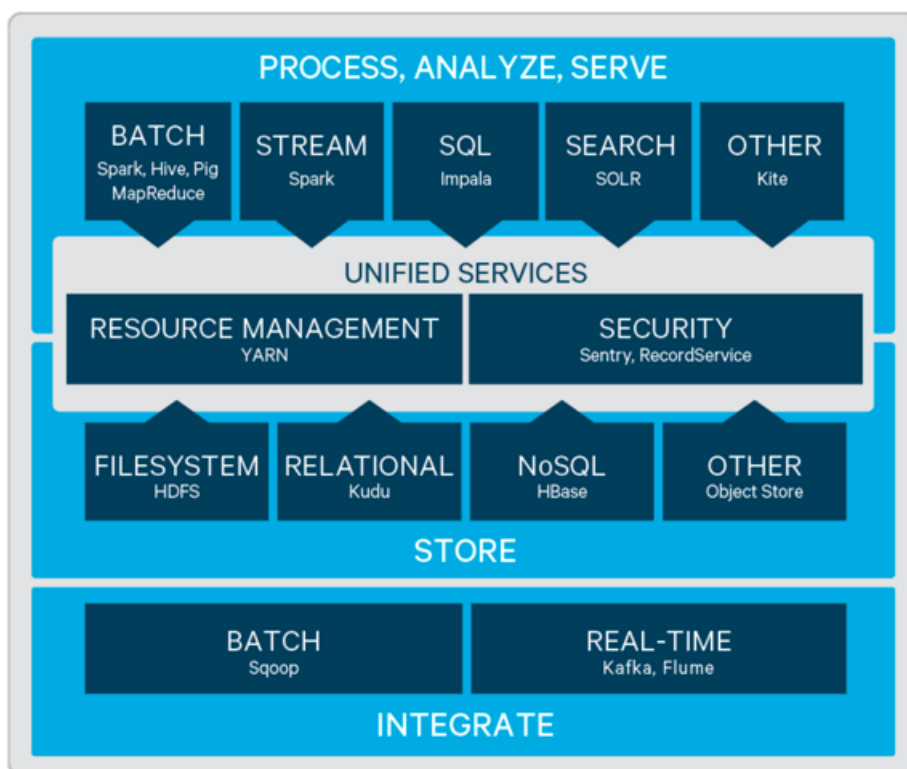 PROCESS, ANALYZE, SERVE
BATCH
Spark, Hive, Pig
MapReduce
STREAM
Spark
SQL
Impala
SEARCH
SOLR
OTHER
Kite
UNIFIED SERVICES
RESOURCE MANAGEMENT
YARN
SECURITY
Sentry, RecordService
FILESYSTEM
HDFS
RELATIONAL
Kudu
NoSQL
HBase
OTHER
Object Store
STORE
BATCH
Sqoop
REAL-TIME
Kafka, Flume
INTEGRATE